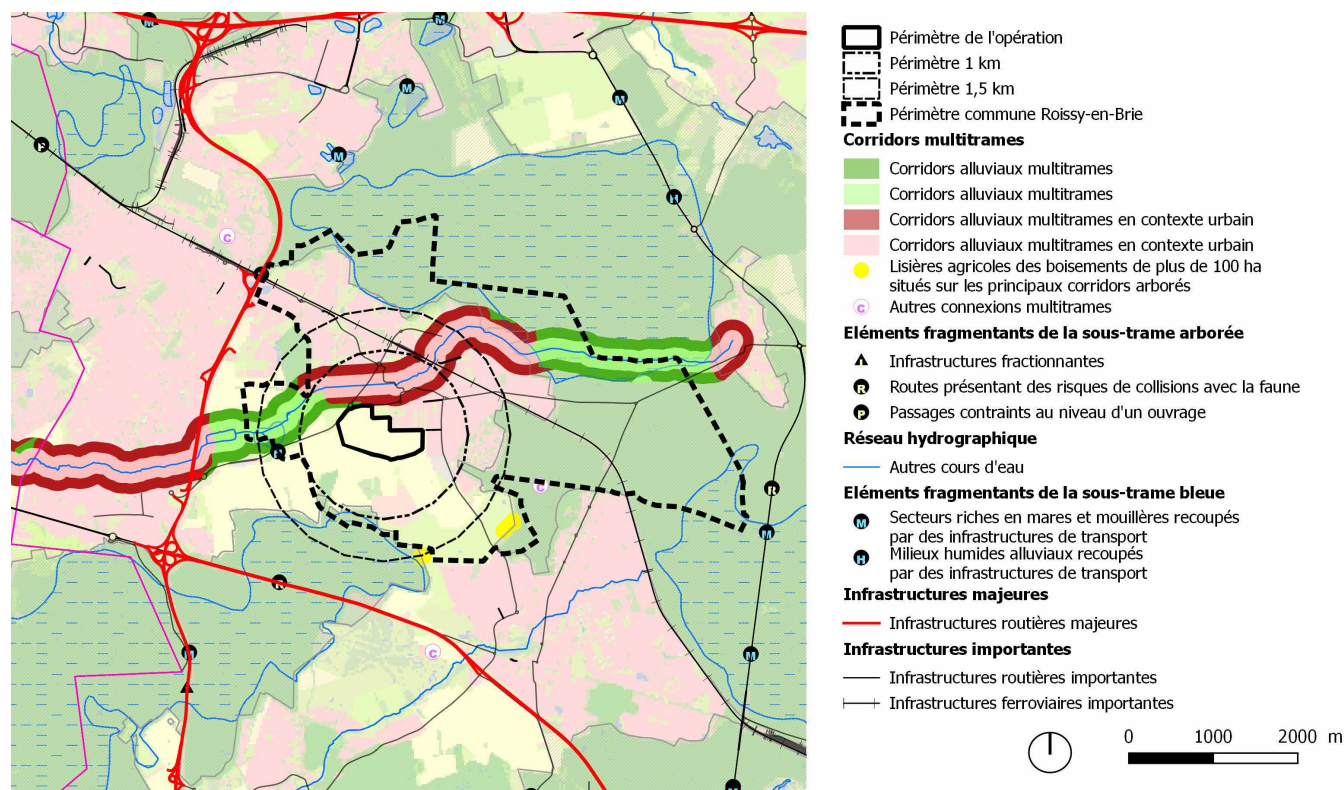 Périmètre de l'opération
Périmètre 1 km
Périmètre 1,5 km
Périmètre commune Roissy-en-Brie
Corridors multitrames
Corridors alluviaux multitrames
Corridors alluviaux multitrames
Corridors alluviaux multitrames en contexte urbain
Corridors alluviaux multitrames en contexte urbain
Lisières agricoles des boisements de plus de 100 ha
situés sur les principaux corridors arborés
C Autres connexions multitrames
Eléments fragmentants de la sous-trame arborée
Infrastructures fractionnantes
R Routes présentant des risques de collisions avec la faune
P Passages contraints au niveau d'un ouvrage
Réseau hydrographique
Autres cours d'eau
Eléments fragmentants de la sous-trame bleue
M Secteurs riches en mares et mouillères recoupés
par des infrastructures de transport
H Milieux humides alluviaux recoupés
par des infrastructures de transport
Infrastructures majeures
Infrastructures routières majeures
Infrastructures importantes
Infrastructures routières importantes
Infrastructures ferroviaires importantes
0 1000 2000 m